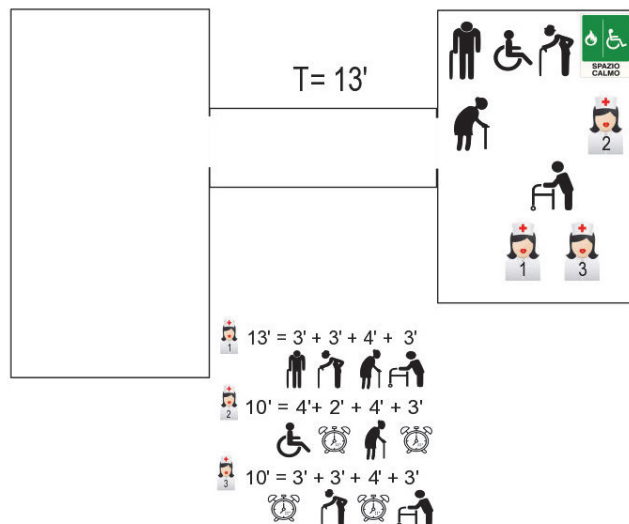 T= 13'
SPAZIO
CALMO
2
1
3
1
13' = 3' + 3' + 4' + 3'
2
10' = 4'+ 2' + 4' + 3'
3
10' = 3' + 3' + 4' + 3'